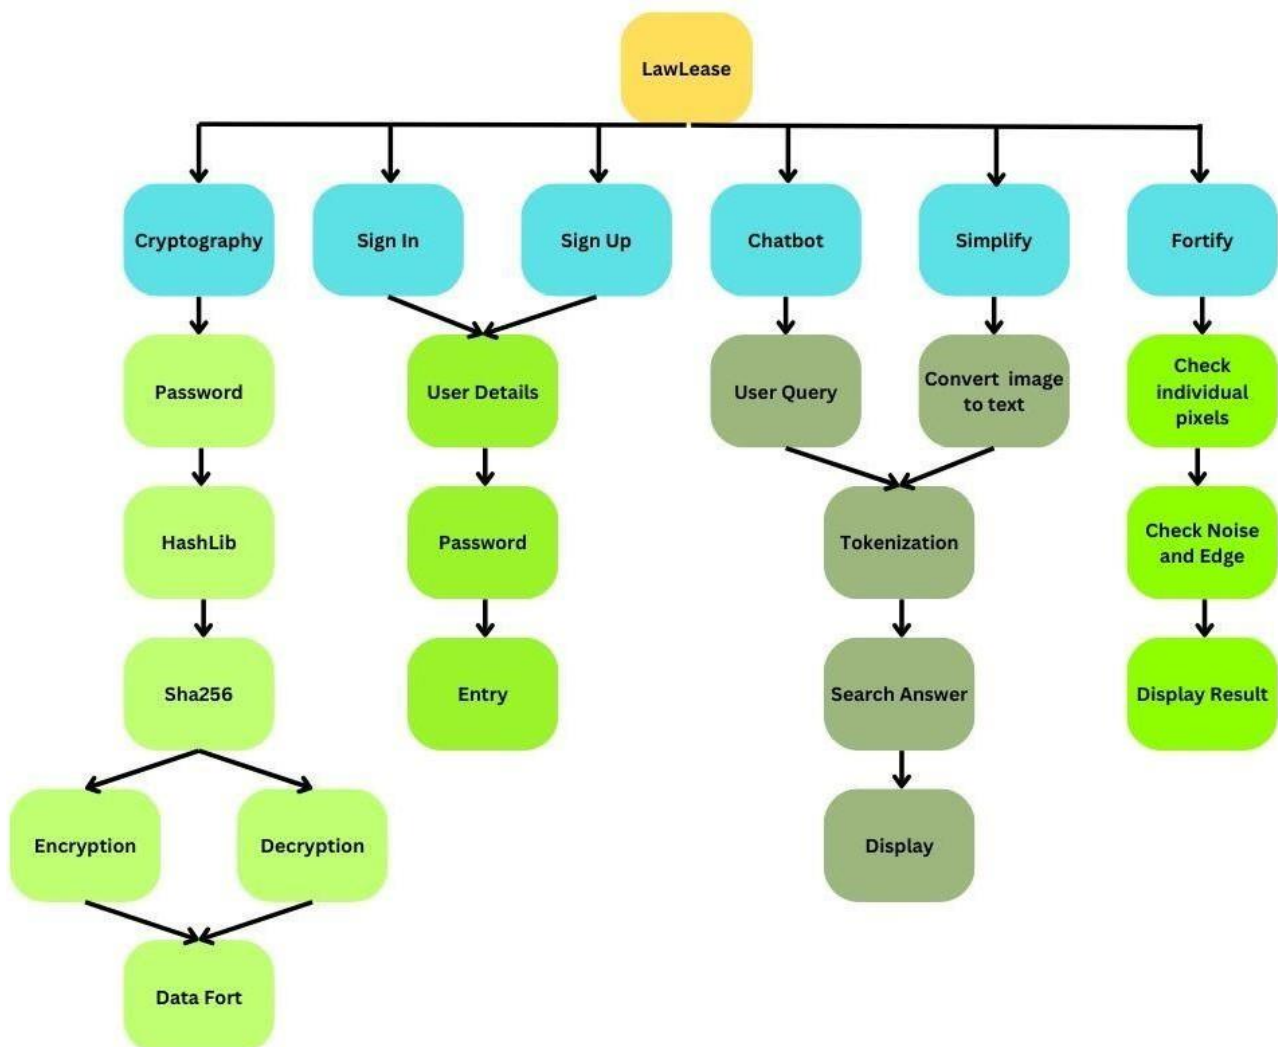 LawLease
Cryptography
Sign In
Sign Up
Chatbot
Simplify
Fortify
Password
User Details
User Query
Convert image
to text
Check
individual
pixels
HashLib
Password
Tokenization
Check Noise
and Edge
Sha256
Entry
Search Answer
Display Result
Encryption
Decryption
Display
Data Fort